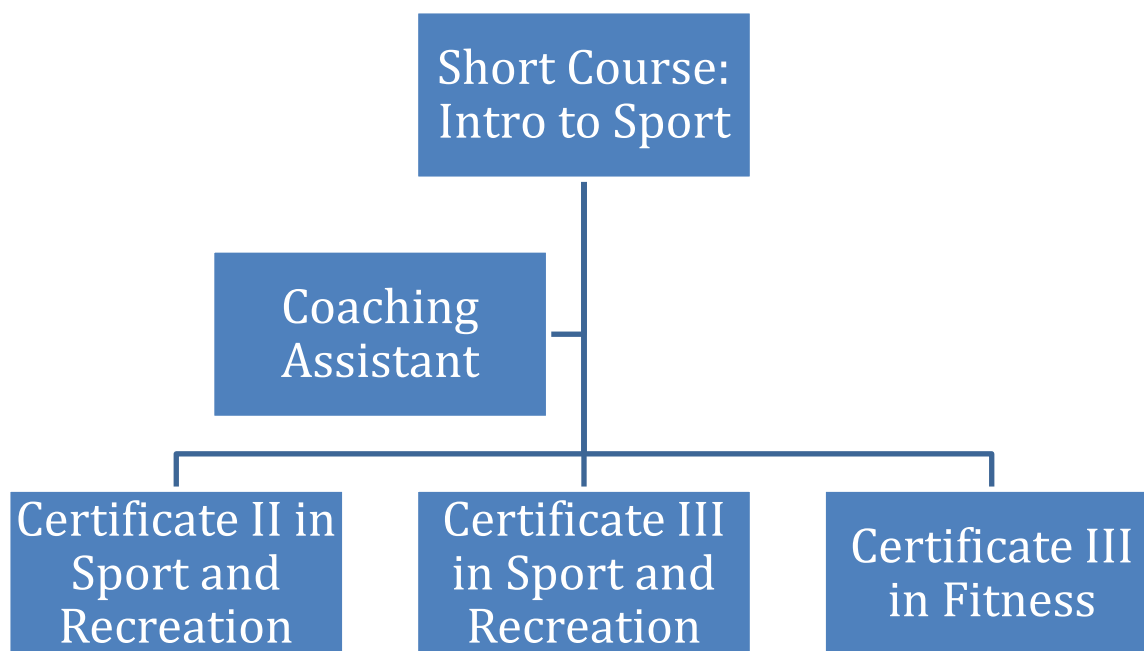 Short Course:
Intro to Sport
Coaching
Assistant
Certificate II in
Sport and
Recreation
Certificate III
in Sport and
Recreation
Certificate III
in Fitness